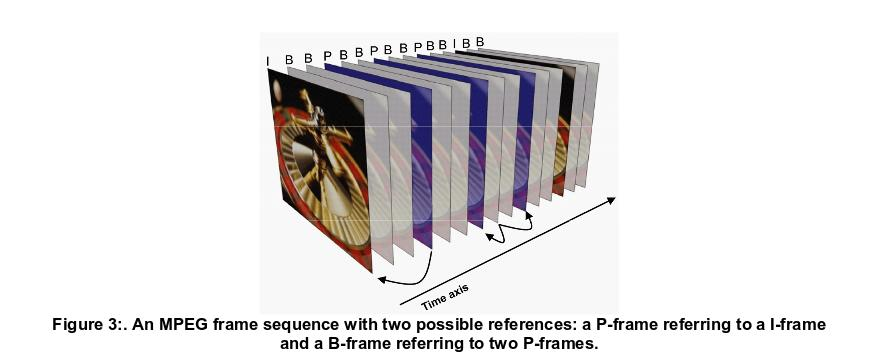 I B B P B B P B B P B B I B B
Time axis
Figure 3:. An MPEG frame sequence with two possible references: a P-frame referring to a I-frame
and a B-frame referring to two P-frames.